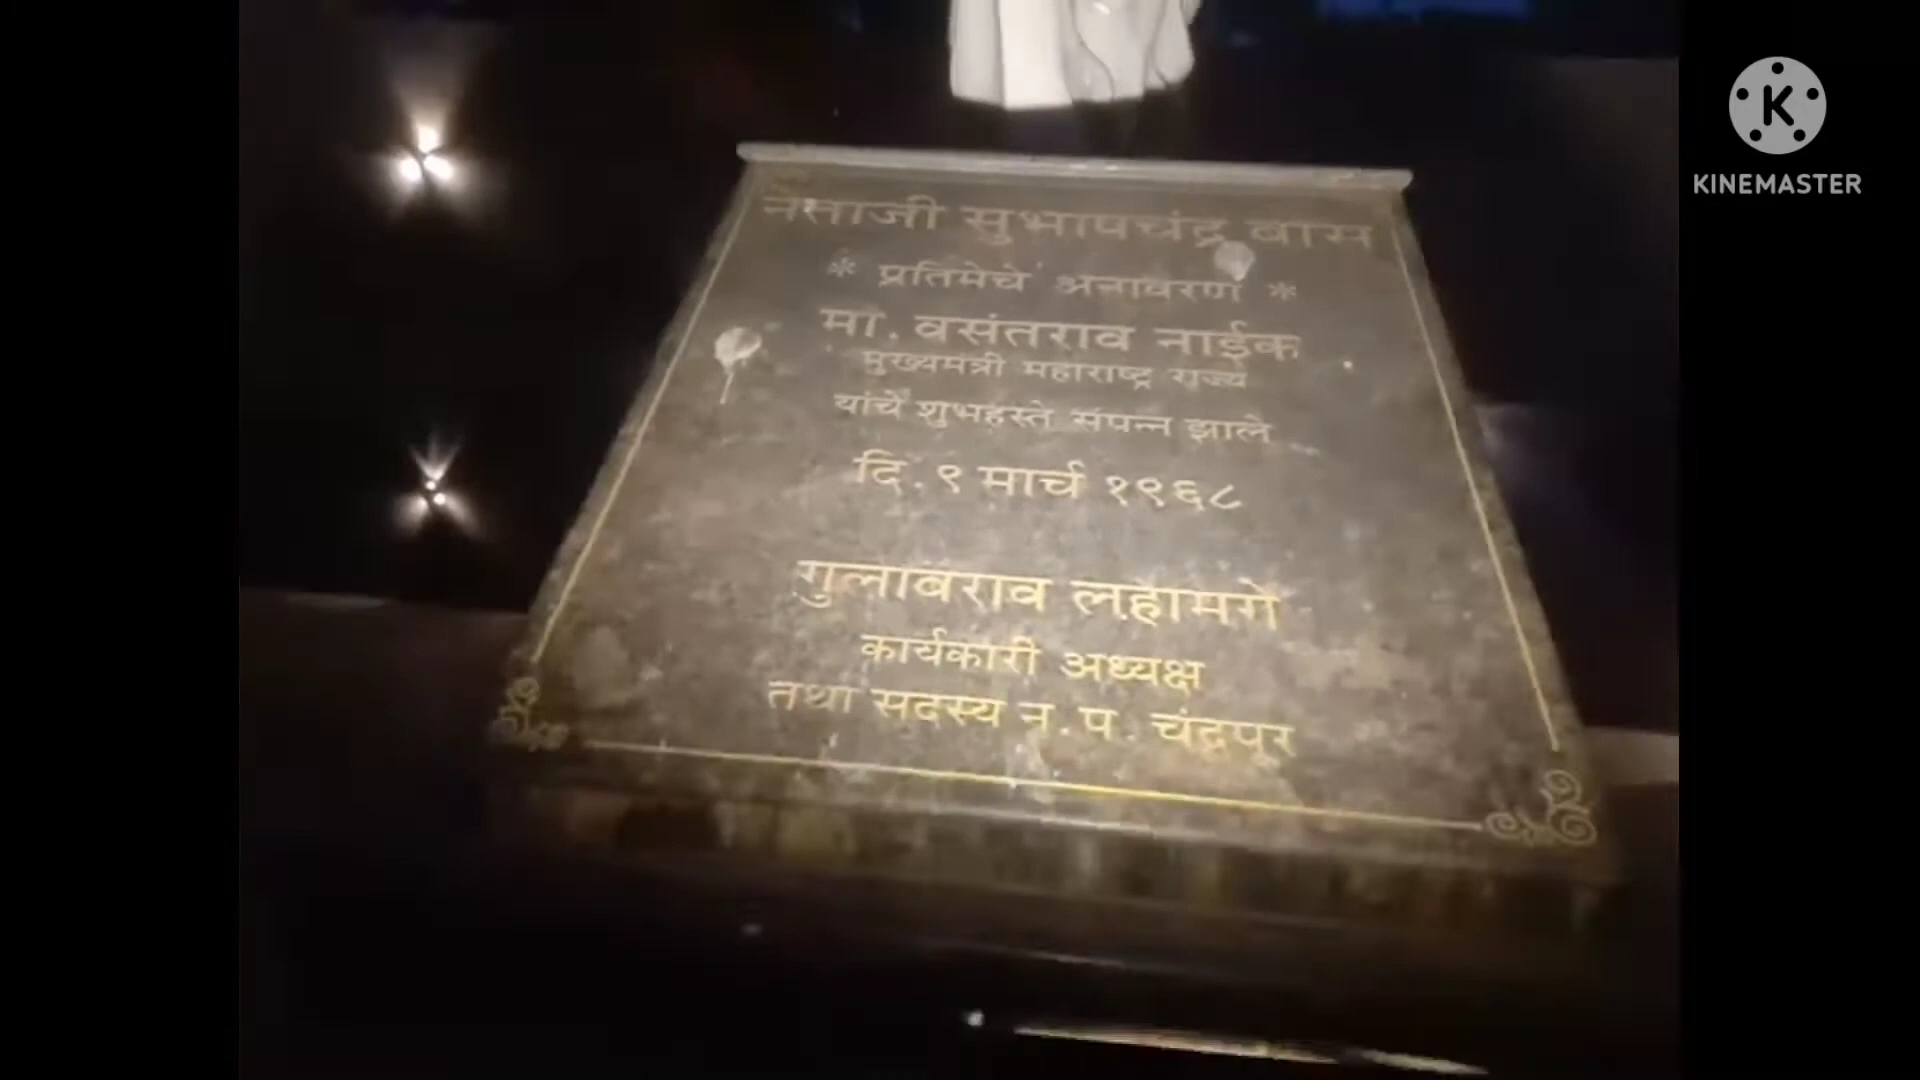 नेताजी सुभाषचंद्र बोस
* प्रतिमेचे अनावरण *
मा. वसंतराव नाईक
मुख्यमंत्री महाराष्ट्र राज्य
यांचे शुभहस्ते संपन्न झाले
दि. ९ मार्च १९६८
गुलाबराव लहामगे
कार्यकारी अध्यक्ष
तथा सदस्य न. प. चंद्रपूर
KINEMASTER